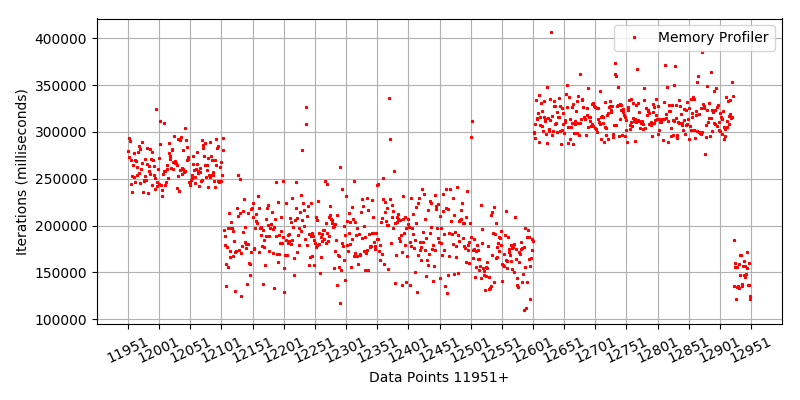 400000
350000
300000
250000
200000
150000
100000
Iterations (milliseconds)
Memory Profiler
11951 12001 12051 12101 12151 12201 12251 12301 12351 12401 12451 12501 12551 12601 12651 12701 12751 12801 12851 12901 12951
Data Points 11951+